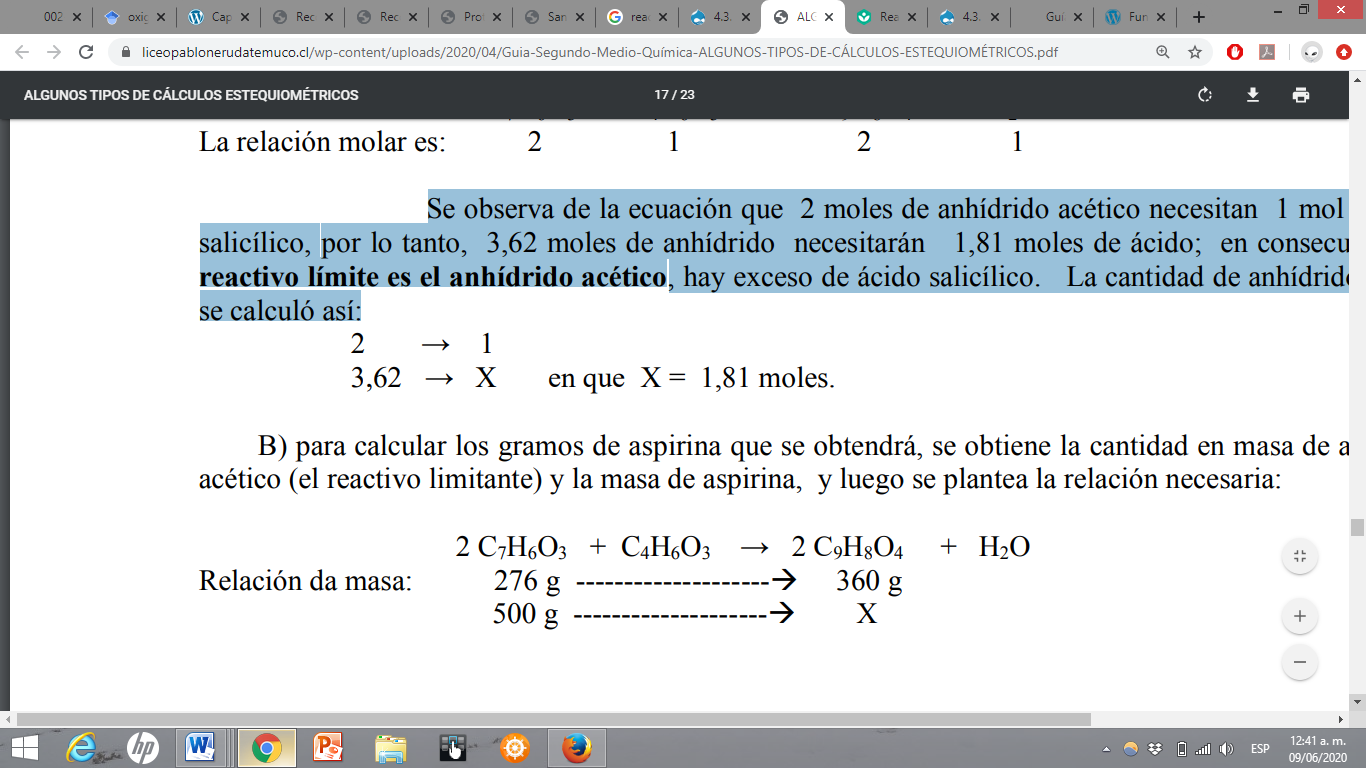 002
oxig
Cap
Rec
Rec
Pro
San
rea
4.3.
ALG
Rea
4.3.
Guí
Fun
liceopablonerudatemuco.cl/wp-content/uploads/2020/04/Guia-Segundo-Medio-Química-ALGUNOS-TIPOS-DE-CÁLCULOS-ESTEQUIOMÉTRICOS.pdf
ALGUNOS TIPOS DE CÁLCULOS ESTEQUIOMÉTRICOS 17 / 23
La relación molar es: 2 1 2 1
Se observa de la ecuación que 2 moles de anhídrido acético necesitan 1 mol
salicílico, por lo tanto, 3,62 moles de anhídrido necesitarán 1,81 moles de ácido; en consecu
reactivo límite es el anhídrido acético, hay exceso de ácido salicílico. La cantidad de anhídrido
se calculó así:
2 → 1
3,62 → X en que X = 1,81 moles.
B) para calcular los gramos de aspirina que se obtendrá, se obtiene la cantidad en masa de a
acético (el reactivo limitante) y la masa de aspirina, y luego se plantea la relación necesaria:
2 C₇H₆O₃ + C₄H₆O₃ → 2 C₉H₈O₄ + H₂O
Relación da masa: 276 g --------------------→ 360 g
500 g --------------------→ X
ESP
12:41 a. m.
09/06/2020